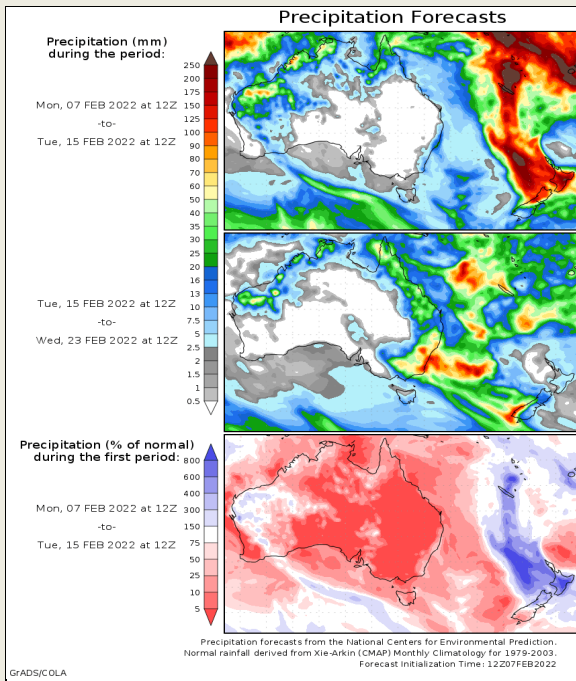 Precipitation Forecasts
Precipitation (mm)
during the period:
Mon, 07 FEB 2022 at 12Z
-to-
Tue, 15 FEB 2022 at 12Z
250
200
175
150
125
100
90
80
70
60
50
40
35
30
25
20
16
13
10
7.5
5
2.5
2
1.5
1
0.5
Tue, 15 FEB 2022 at 12Z
-to-
Wed, 23 FEB 2022 at 12Z
Precipitation (% of normal)
during the first period:
Mon, 07 FEB 2022 at 12Z
-to-
Tue, 15 FEB 2022 at 12Z
800
600
400
300
150
75
50
25
10
5
Precipitation forecasts from the National Centers for Environmental Prediction.
Normal rainfall derived from Xie-Arkin (CMAP) Monthly Climatology for 1979-2003.
Forecast Initialization Time: 12Z07FEB2022
GrADS/COLA